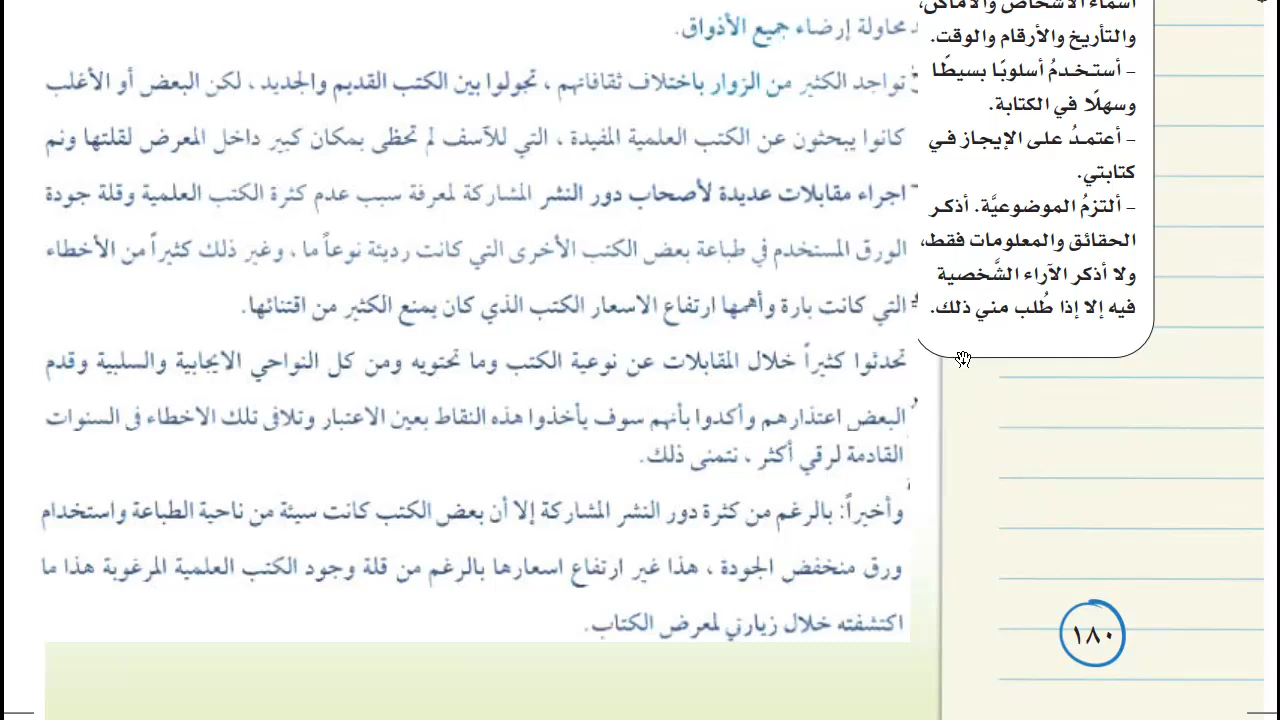 أسماء الأشخاص والأماكن،
والتأريخ والأرقام والوقت.
- أستخدمُ أسلوبًا بسيطًا
وسهلًا في الكتابة.
- أعتمدُ على الإيجاز في
كتابتي.
- ألتزمُ الموضوعيَّة. أذكر
الحقائق والمعلومات فقط،
ولا أذكر الآراء الشَّخصية
فيه إلا إذا طُلب مني ذلك.
محاولة إرضاء جميع الأذواق.
تواجد الكثير من الزوار باختلاف ثقافاتهم ، تجولوا بين الكتب القديم والجديد ، لكن البعض أو الأغلب
كانوا يبحثون عن الكتب العلمية المفيدة ، التي للآسف لم تحظى بمكان كبير داخل المعرض لقلتها ونم
اجراء مقابلات عديدة لأصحاب دور النشر المشاركة لمعرفة سبب عدم كثرة الكتب العلمية وقلة جودة
الورق المستخدم في طباعة بعض الكتب الأخرى التي كانت رديئة نوعاً ما ، وغير ذلك كثيراً من الأخطاء
التي كانت بارة وأهمها ارتفاع الاسعار الكتب الذي كان يمنع الكثير من اقتنائها.
تحدثوا كثيراً خلال المقابلات عن نوعية الكتب وما تحتويه ومن كل النواحي الايجابية والسلبية وقدم
البعض اعتذارهم وأكدوا بأنهم سوف يأخذوا هذه النقاط بعين الاعتبار وتلافى تلك الاخطاء فى السنوات
القادمة لرقي أكثر ، نتمنى ذلك.
وأخيراً: بالرغم من كثرة دور النشر المشاركة إلا أن بعض الكتب كانت سيئة من ناحية الطباعة واستخدام
ورق منخفض الجودة ، هذا غير ارتفاع اسعارها بالرغم من قلة وجود الكتب العلمية المرغوبة هذا ما
اكتشفته خلال زيارتي لمعرض الكتاب.
١٨٠